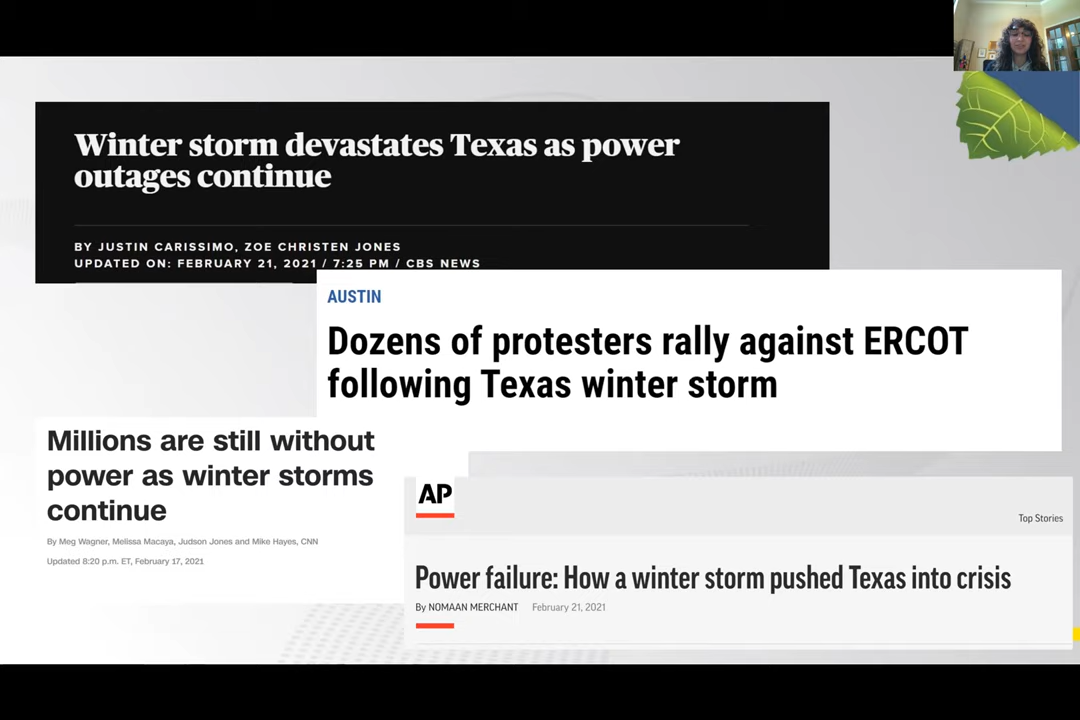 Winter storm devastates Texas as power
outages continue
BY JUSTIN CARISSIMO, ZOE CHRISTEN JONES
UPDATED ON: FEBRUARY 21, 2021 / 7:25 PM / CBS NEWS
AUSTIN
Dozens of protesters rally against ERCOT
following Texas winter storm
Millions are still without
power as winter storms
continue
By Meg Wagner, Melissa Macaya, Judson Jones and Mike Hayes, CNN
Updated 8:20 p.m. ET, February 17, 2021
AP
Top Stories
Power failure: How a winter storm pushed Texas into crisis
By NOMAAN MERCHANT February 21, 2021